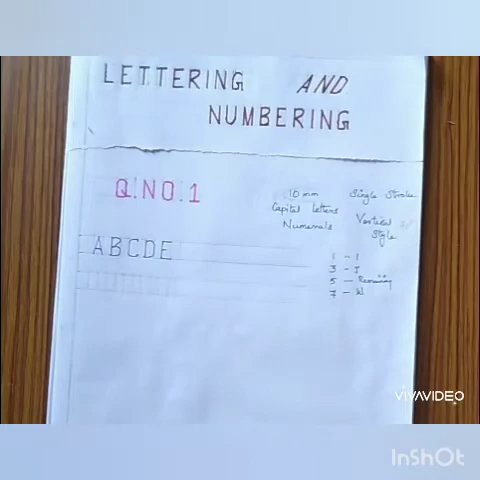 LETTERING AND
NUMBERING
Q.NO.1
10 mm Single Stroke
Capital letters Vertical
Numerals Style
ABCDE
1 - I
3 - J
5 - Remaining
7 - W
VIVAVIDEO
InShOt